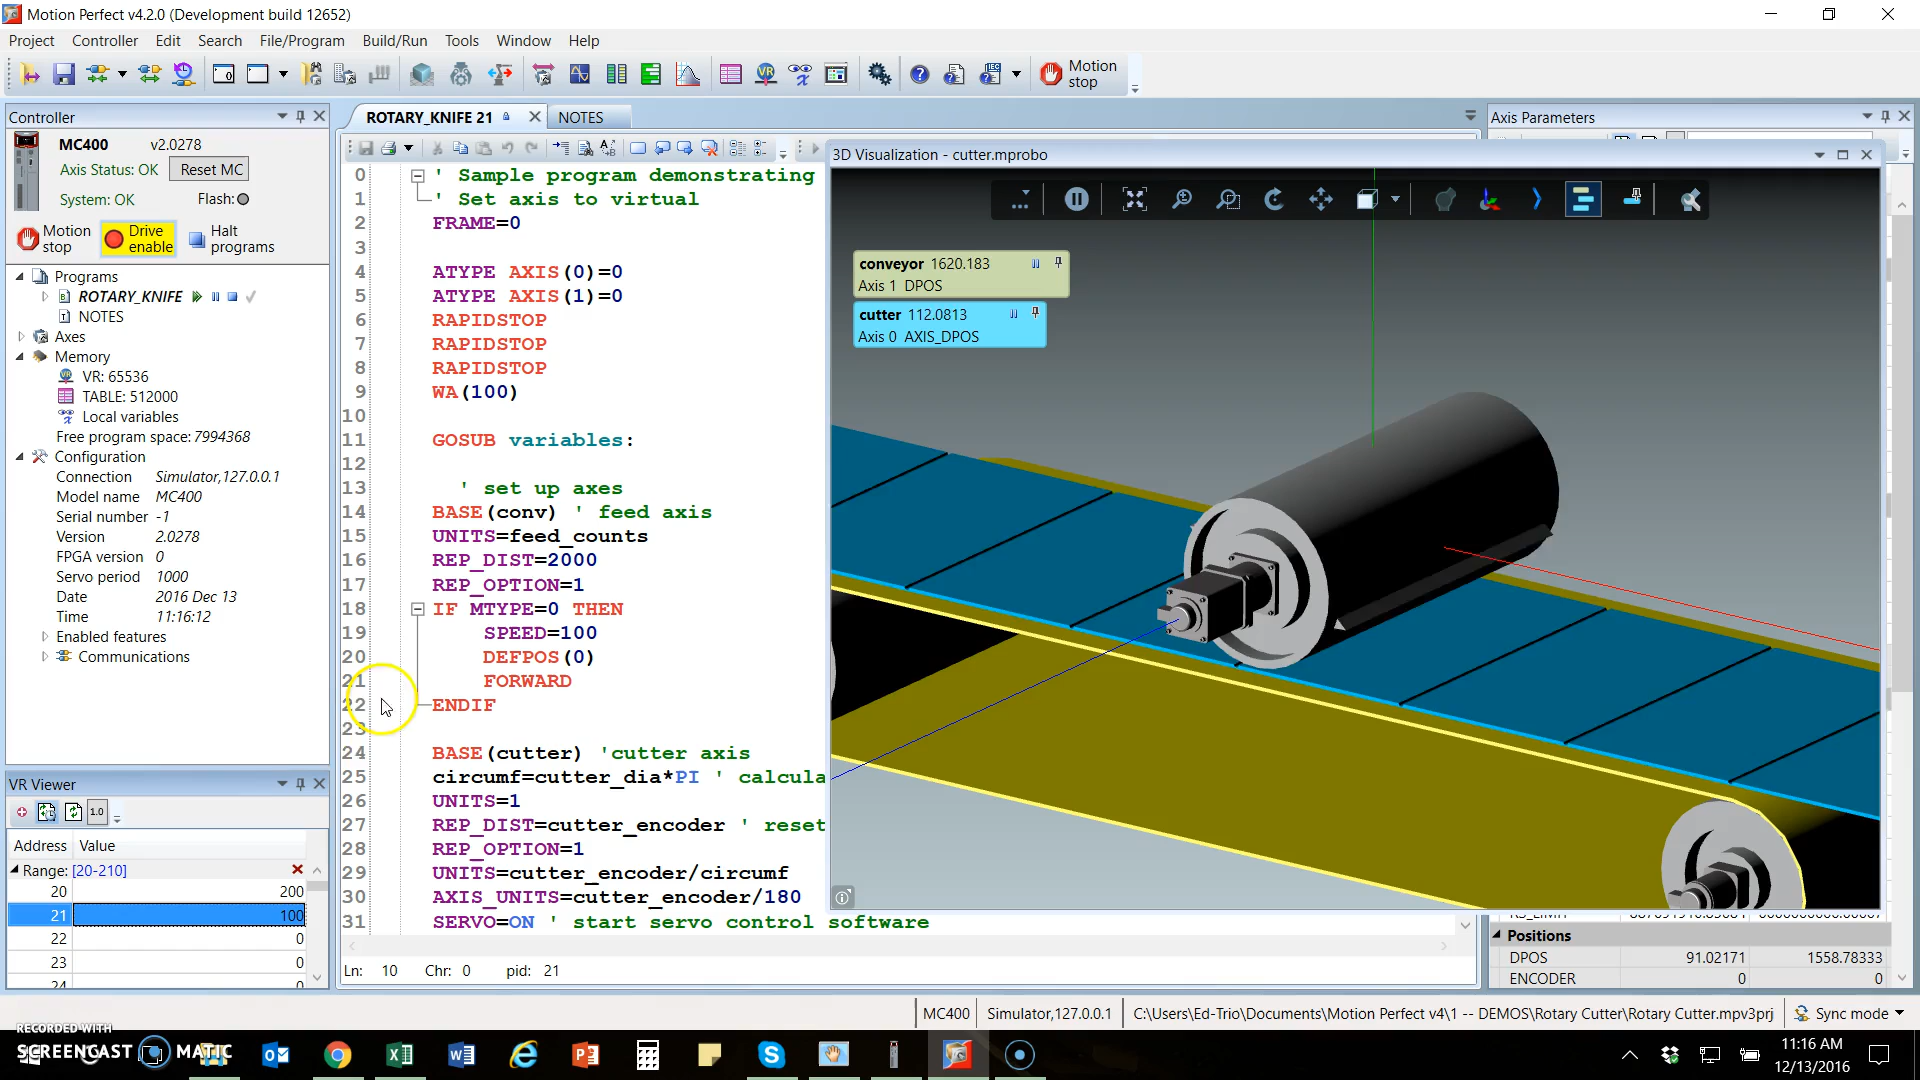 Motion Perfect v4.2.0 (Development build 12652)
Project Controller Edit Search File/Program Build/Run Tools Window Help
Motion
stop
Controller
MC400 v2.0278
Axis Status: OK Reset MC
System: OK Flash:
Motion
stop
Drive
enable
Halt
programs
Programs
ROTARY_KNIFE
NOTES
Axes
Memory
VR: 65536
TABLE: 512000
Local variables
Free program space: 7994368
Configuration
Connection Simulator,127.0.0.1
Model name MC400
Serial number -1
Version 2.0278
FPGA version 0
Servo period 1000
Date 2016 Dec 13
Time 11:16:12
Enabled features
Communications
VR Viewer
1.0
Address Value
Range: [20-210]
20 200
21 100
22 0
23 0
24 0
ROTARY_KNIFE 21
NOTES
0 ' Sample program demonstrating
1 ' Set axis to virtual
2 FRAME=0
3
4 ATYPE AXIS(0)=0
5 ATYPE AXIS(1)=0
6 RAPIDSTOP
7 RAPIDSTOP
8 RAPIDSTOP
9 WA(100)
10
11 GOSUB variables:
12
13 ' set up axes
14 BASE(conv) ' feed axis
15 UNITS=feed_counts
16 REP_DIST=2000
17 REP_OPTION=1
18 IF MTYPE=0 THEN
19 SPEED=100
20 DEFPOS(0)
21 FORWARD
22 ENDIF
23
24 BASE(cutter) 'cutter axis
25 circumf=cutter_dia*PI ' calcula
26 UNITS=1
27 REP_DIST=cutter_encoder ' reset
28 REP_OPTION=1
29 UNITS=cutter_encoder/circumf
30 AXIS_UNITS=cutter_encoder/180
31 SERVO=ON ' start servo control software
Ln: 10 Chr: 0 pid: 21
3D Visualization - cutter.mprobo
conveyor 1620.183
Axis 1 DPOS
cutter 112.0813
Axis 0 AXIS_DPOS
Axis Parameters
Positions
DPOS 91.02171 1558.78333
ENCODER 0 0
MC400 Simulator,127.0.0.1 C:\Users\Ed-Trio\Documents\Motion Perfect v4\1 -- DEMOS\Rotary Cutter\Rotary Cutter.mpv3prj Sync mode
RECORDED WITH
SCREENCAST MATIC
11:16 AM
12/13/2016